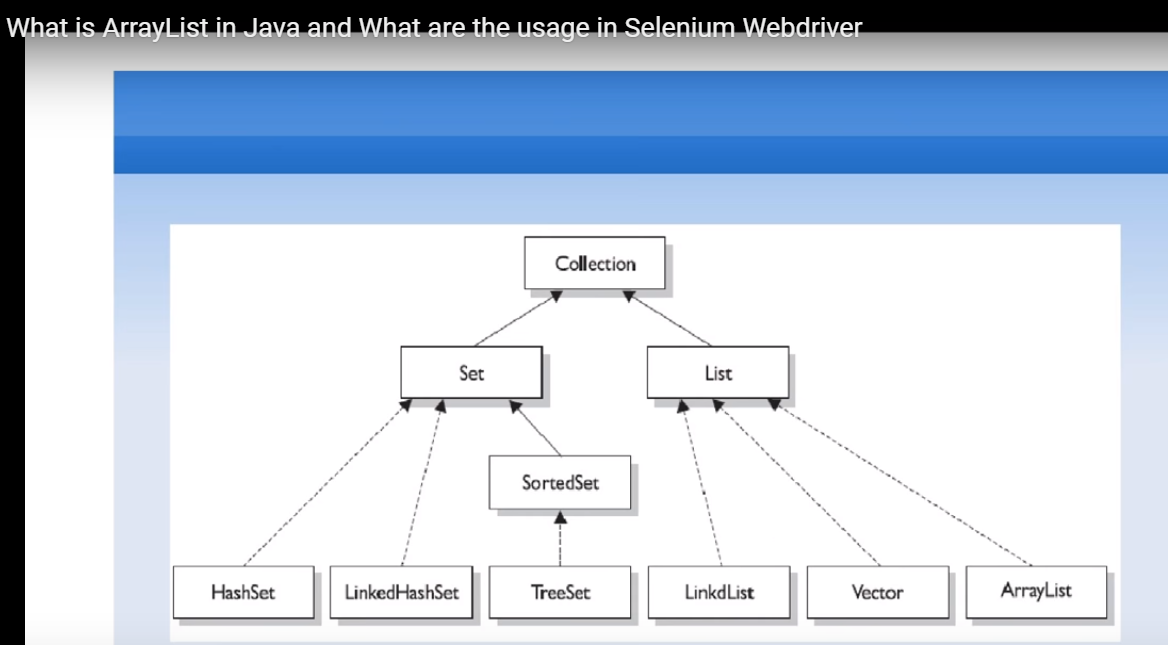 What is ArrayList in Java and What are the usage in Selenium Webdriver
Collection
Set
List
SortedSet
HashSet
LinkedHashSet
TreeSet
LinkdList
Vector
ArrayList